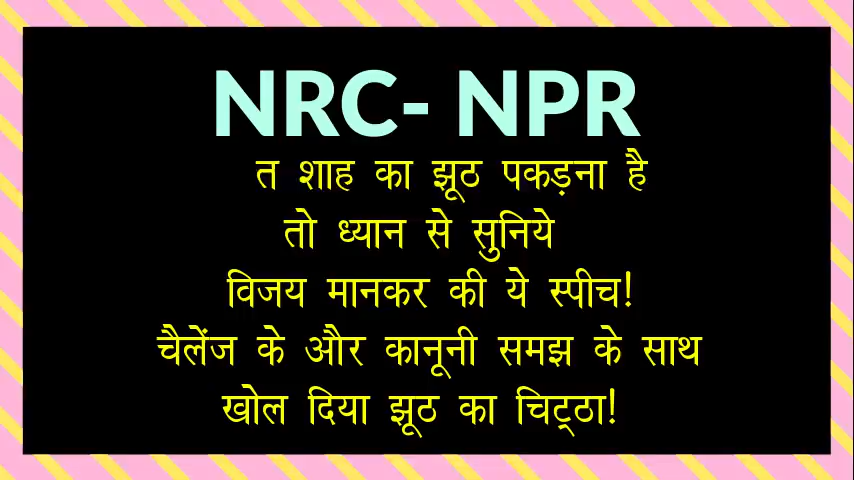 NRC- NPR
त शाह का झूठ पकड़ना है
तो ध्यान से सुनिये
विजय मानकर की ये स्पीच!
चैलेंज के और कानूनी समझ के साथ
खोल दिया झूठ का चिट्ठा!